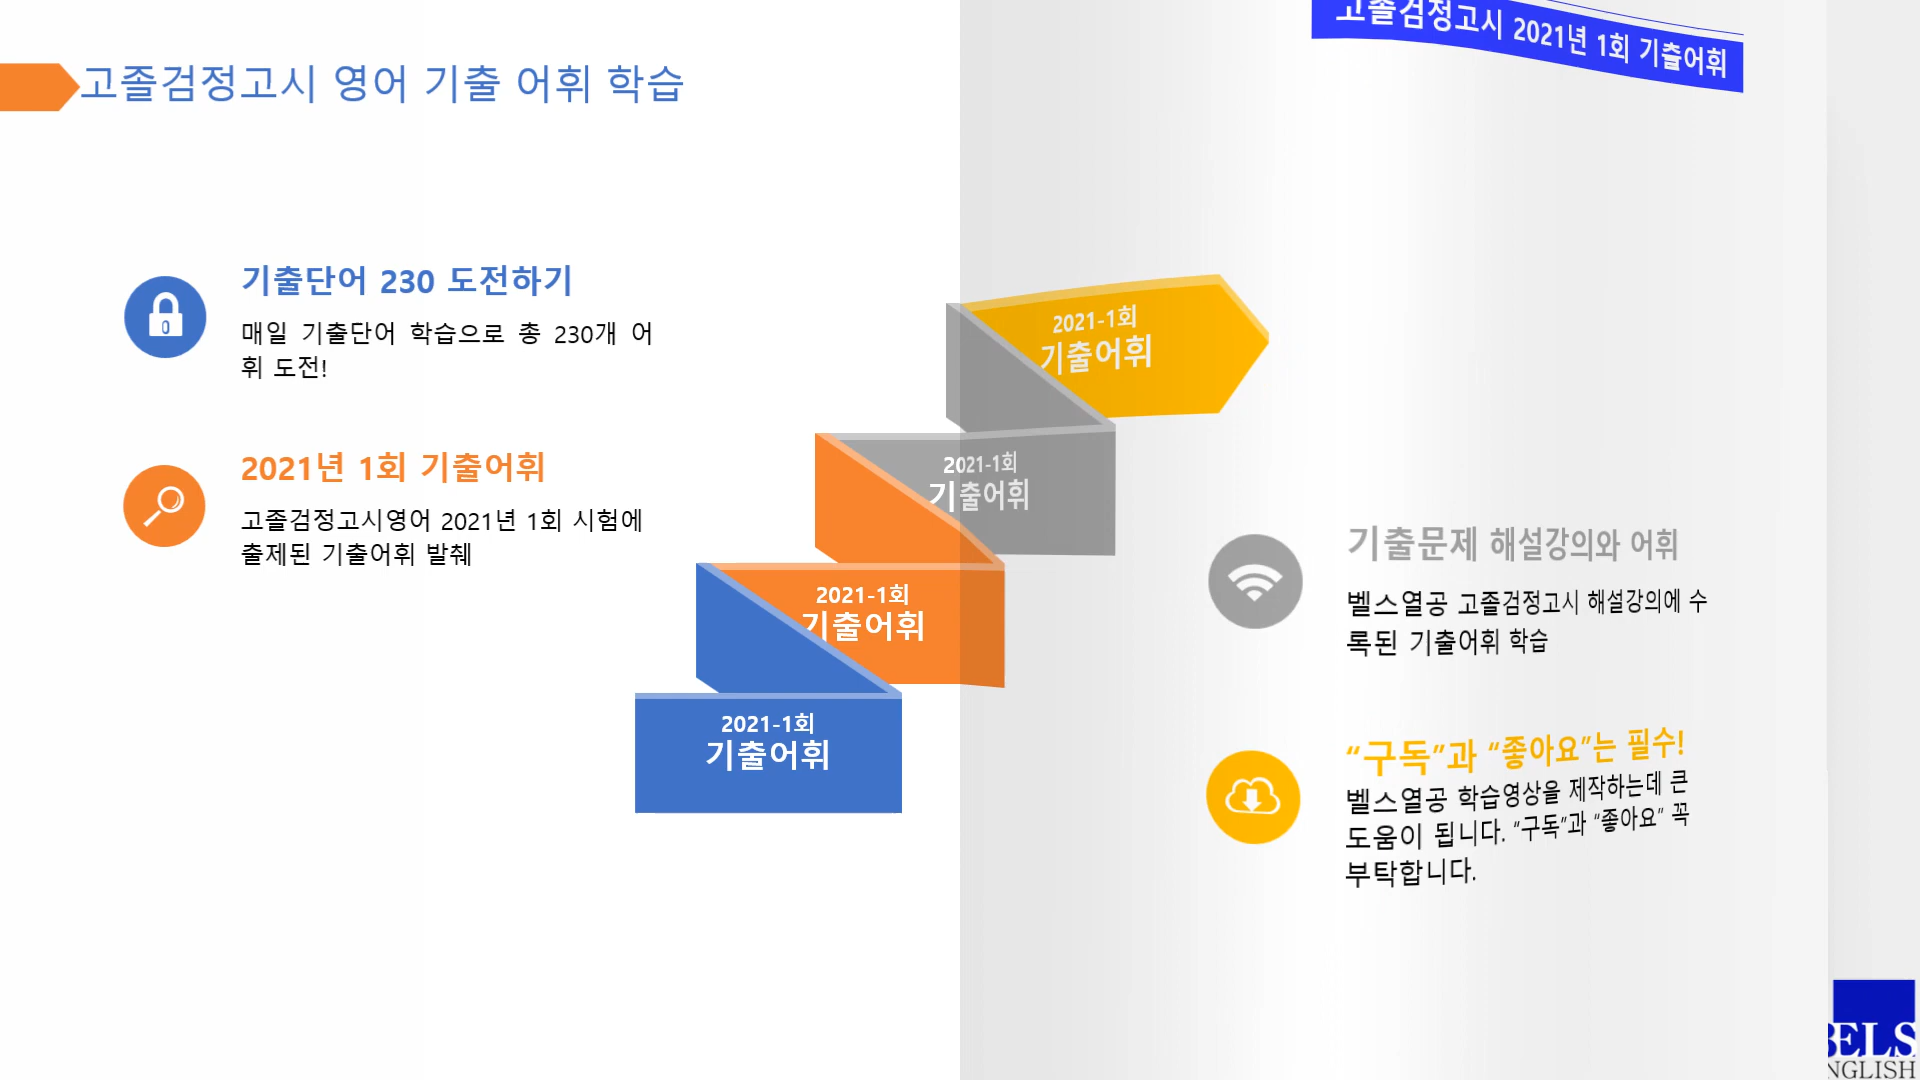 고졸검정고시 2021년 1회 기출어휘
고졸검정고시 영어 기출 어휘 학습
기출단어 230 도전하기
매일 기출단어 학습으로 총 230개 어
휘 도전!
2021년 1회 기출어휘
고졸검정고시영어 2021년 1회 시험에
출제된 기출어휘 발췌
2021-1회
기출어휘
2021-1회
기출어휘
2021-1회
기출어휘
2021-1회
기출어휘
기출문제 해설강의와 어휘
벨스열공 고졸검정고시 해설강의에 수
록된 기출어휘 학습
“구독”과 “좋아요”는 필수!
벨스열공 학습영상을 제작하는데 큰
도움이 됩니다. “구독”과 “좋아요” 꼭
부탁합니다.
BELS
NGLISH